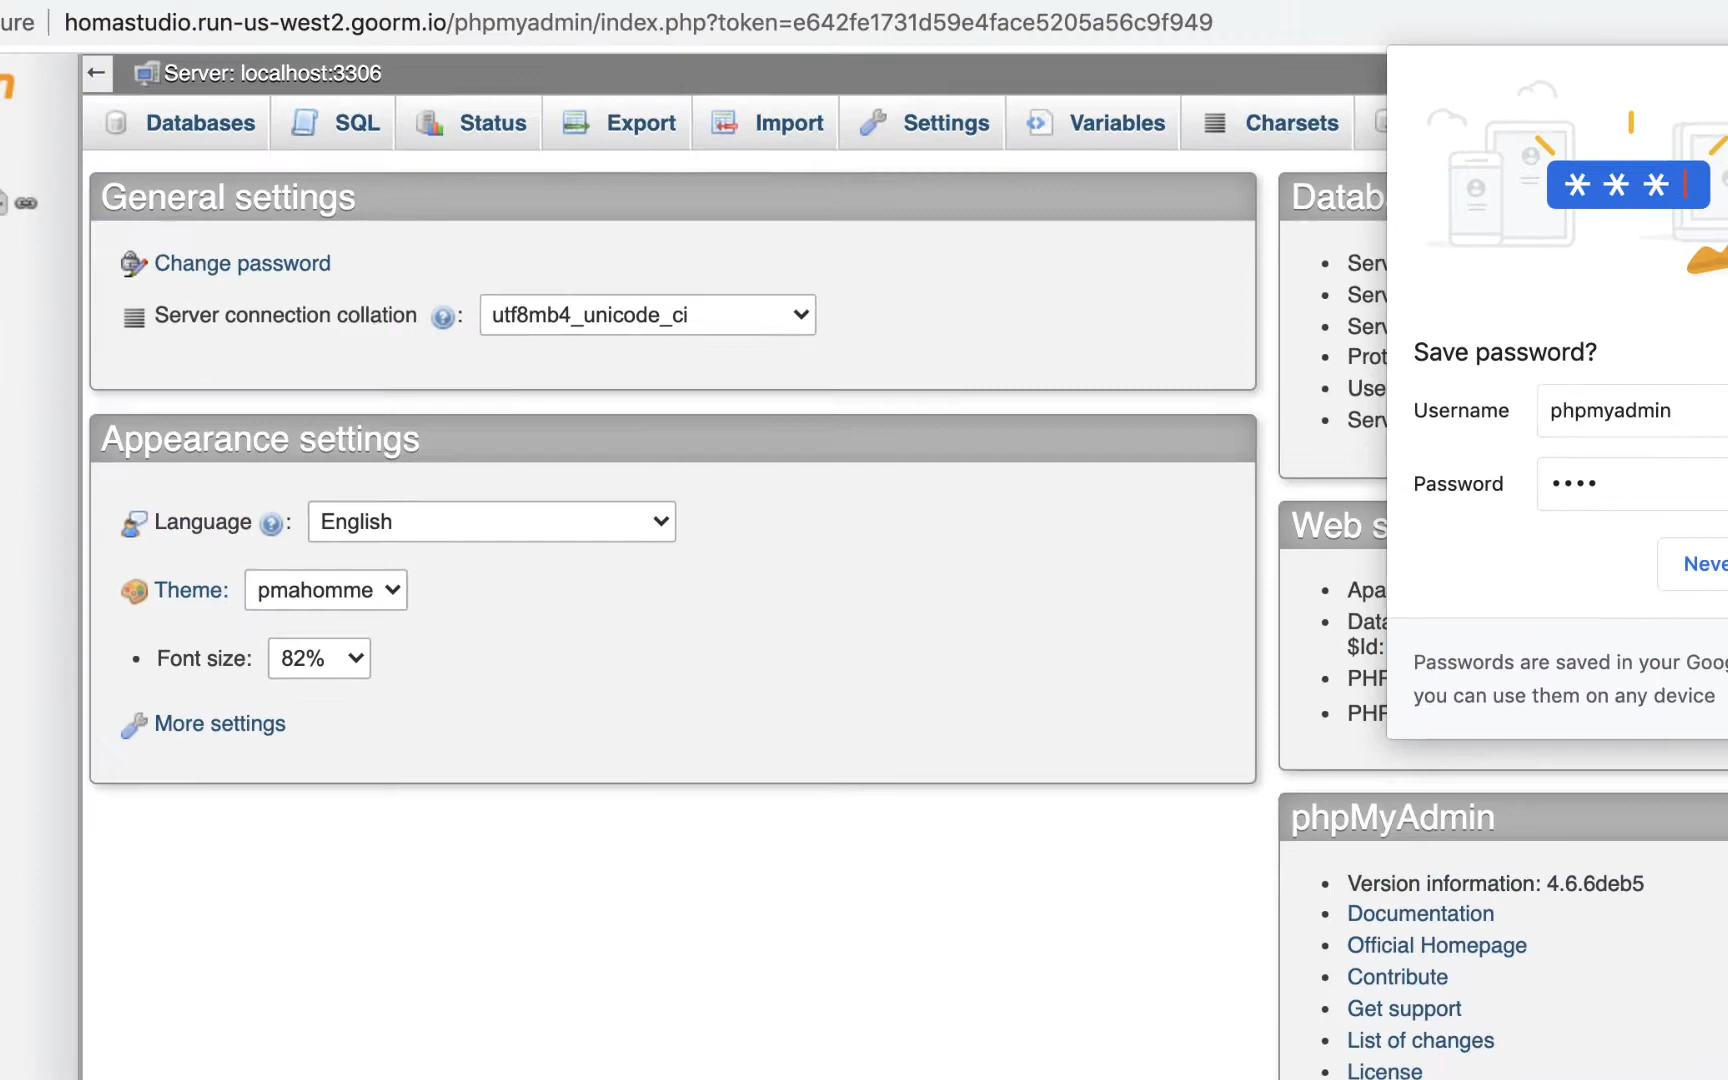 ure homastudio.run-us-west2.goorm.io/phpmyadmin/index.php?token=e642fe1731d59e4face5205a56c9f949
Server: localhost:3306
Databases SQL Status Export Import Settings Variables Charsets
General settings
Change password
Server connection collation : utf8mb4_unicode_ci
Appearance settings
Language : English
Theme: pmahomme
Font size: 82%
More settings
Datab
Serv
Serv
Serv
Prot
Use
Serv
Web s
Apa
Data
$Id:
PHP
PHP
phpMyAdmin
Version information: 4.6.6deb5
Documentation
Official Homepage
Contribute
Get support
List of changes
License
* * *
Save password?
Username phpmyadmin
Password ••••
Neve
Passwords are saved in your Goog
you can use them on any device